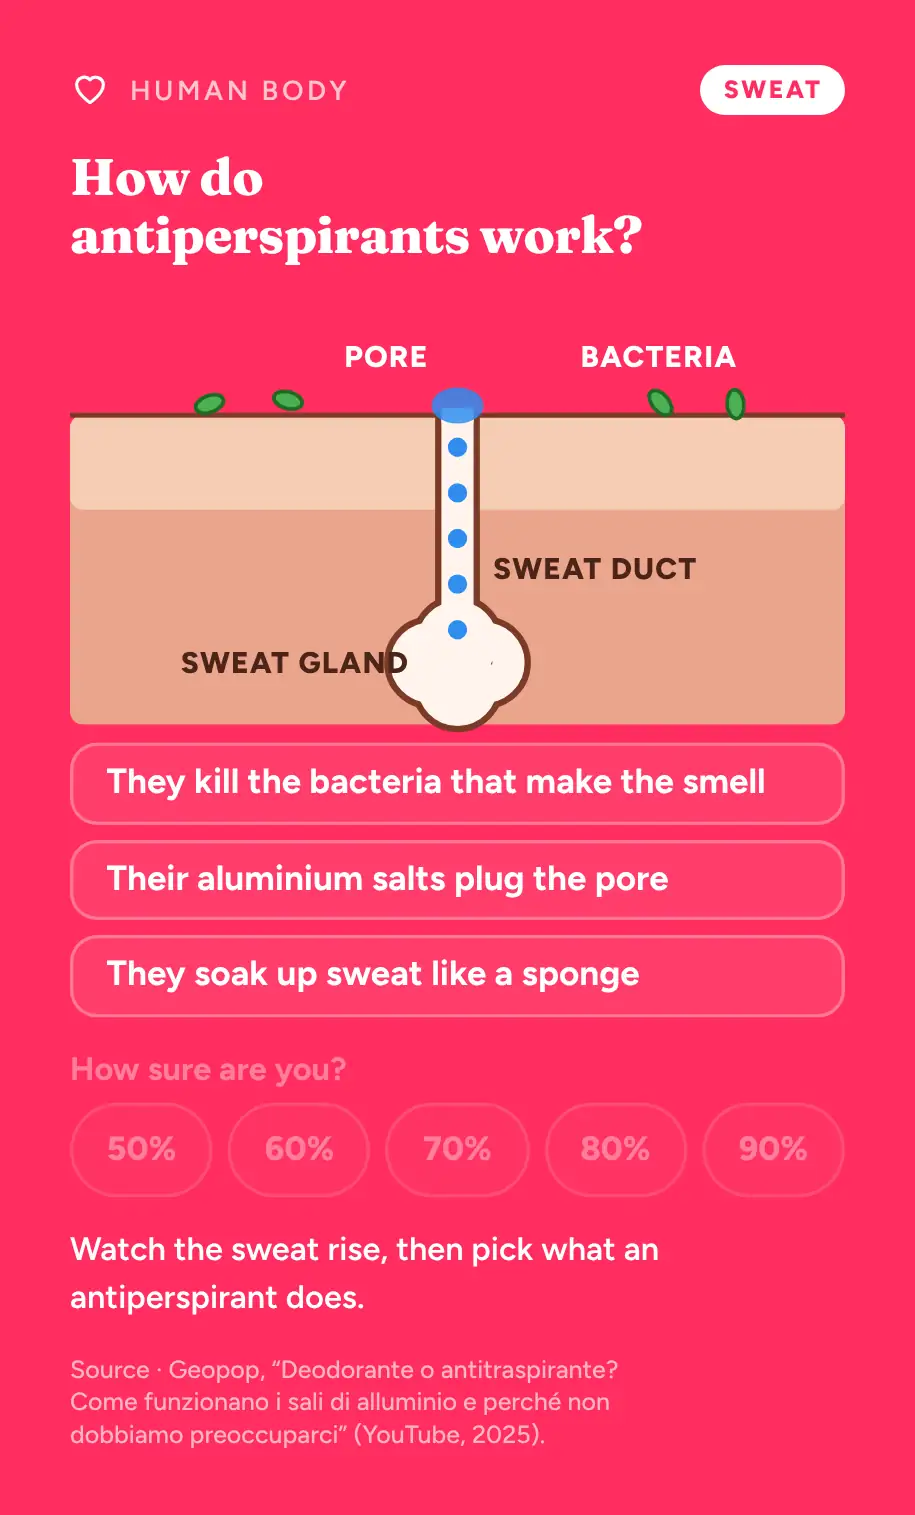 HUMAN BODY
SWEAT
How do
antiperspirants work?
PORE
BACTERIA
SWEAT DUCT
SWEAT GLAND
They kill the bacteria that make the smell
Their aluminium salts plug the pore
They soak up sweat like a sponge
How sure are you?
50%
60%
70%
80%
90%
Watch the sweat rise, then pick what an
antiperspirant does.
Source · Geopop, “Deodorante o antitraspirante?
Come funzionano i sali di alluminio e perché non
dobbiamo preoccuparci” (YouTube, 2025).